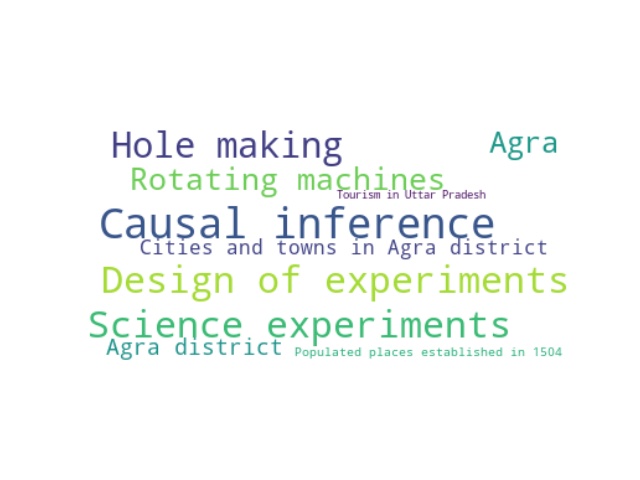 Hole making
Agra
Rotating machines
Tourism in Uttar Pradesh
Causal inference
Cities and towns in Agra district
Design of experiments
Science experiments
Agra district
Populated places established in 1504